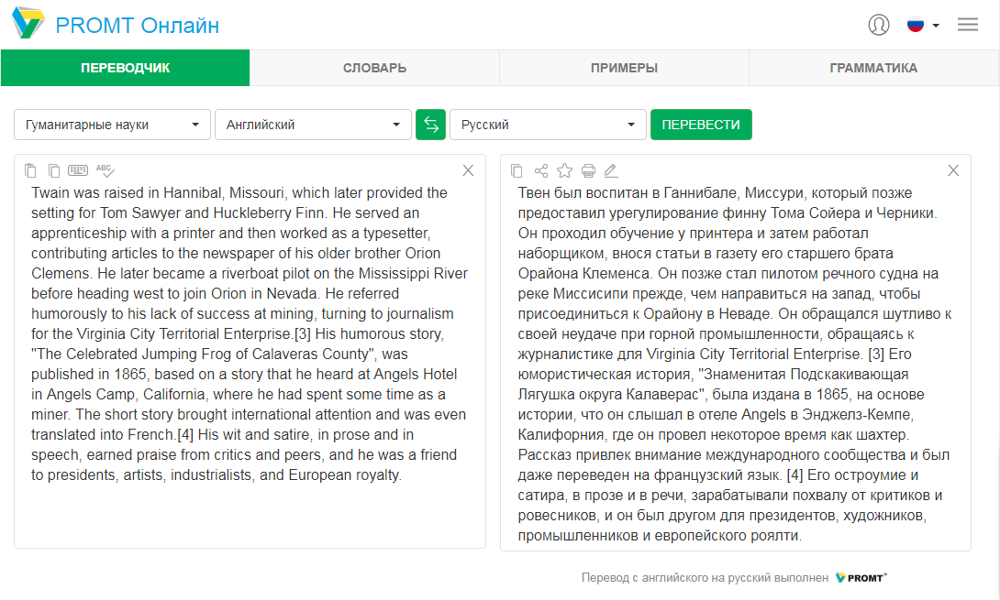 PROMT Онлайн
ПЕРЕВОДЧИК
СЛОВАРЬ
ПРИМЕРЫ
ГРАММАТИКА
Гуманитарные науки
Английский
Русский
ПЕРЕВЕСТИ
ABC
Twain was raised in Hannibal, Missouri, which later provided the
setting for Tom Sawyer and Huckleberry Finn. He served an
apprenticeship with a printer and then worked as a typesetter,
contributing articles to the newspaper of his older brother Orion
Clemens. He later became a riverboat pilot on the Mississippi River
before heading west to join Orion in Nevada. He referred
humorously to his lack of success at mining, turning to journalism
for the Virginia City Territorial Enterprise.[3] His humorous story,
"The Celebrated Jumping Frog of Calaveras County", was
published in 1865, based on a story that he heard at Angels Hotel
in Angels Camp, California, where he had spent some time as a
miner. The short story brought international attention and was even
translated into French.[4] His wit and satire, in prose and in
speech, earned praise from critics and peers, and he was a friend
to presidents, artists, industrialists, and European royalty.
Твен был воспитан в Ганнибале, Миссури, который позже
предоставил урегулирование финну Тома Сойера и Черники.
Он проходил обучение у принтера и затем работал
наборщиком, внося статьи в газету его старшего брата
Орайона Клеменса. Он позже стал пилотом речного судна на
реке Миссисипи прежде, чем направиться на запад, чтобы
присоединиться к Орайону в Неваде. Он обращался шутливо к
своей неудаче при горной промышленности, обращаясь к
журналистике для Virginia City Territorial Enterprise. [3] Его
юмористическая история, "Знаменитая Подскакивающая
Лягушка округа Калаверас", была издана в 1865, на основе
истории, что он слышал в отеле Angels в Энджелз-Кемпе,
Калифорния, где он провел некоторое время как шахтер.
Рассказ привлек внимание международного сообщества и был
даже переведен на французский язык. [4] Его остроумие и
сатира, в прозе и в речи, зарабатывали похвалу от критиков и
ровесников, и он был другом для президентов, художников,
промышленников и европейского роялти.
Перевод с английского на русский выполнен PROMT